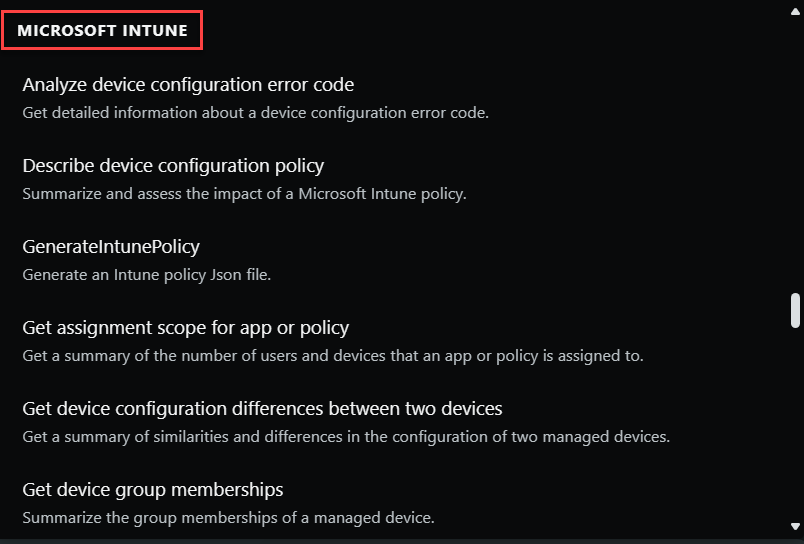 MICROSOFT INTUNE
Analyze device configuration error code
Get detailed information about a device configuration error code.
Describe device configuration policy
Summarize and assess the impact of a Microsoft Intune policy.
GenerateIntunePolicy
Generate an Intune policy Json file.
Get assignment scope for app or policy
Get a summary of the number of users and devices that an app or policy is assigned to.
Get device configuration differences between two devices
Get a summary of similarities and differences in the configuration of two managed devices.
Get device group memberships
Summarize the group memberships of a managed device.